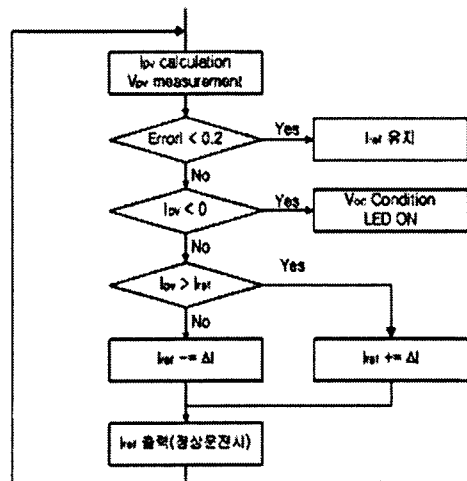 Ipv calculation
Vpv measurement
Error| < 0.2
Yes
Iref 유지
No
Ipv < 0
Yes
Voc Condition
LED ON
No
Ipv > Iref
Yes
No
Iref -= ΔI
Iref += ΔI
Iref 출력(정상운전시)